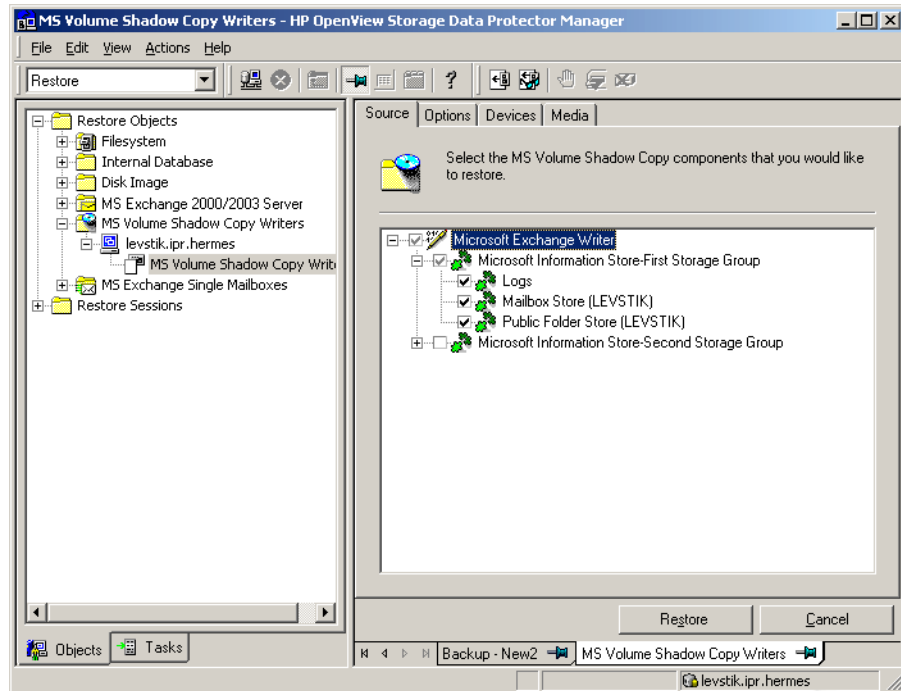 MS Volume Shadow Copy Writers - HP OpenView Storage Data Protector Manager
File Edit View Actions Help
Restore
Restore Objects
Filesystem
Internal Database
Disk Image
MS Exchange 2000/2003 Server
MS Volume Shadow Copy Writers
levstik.ipr.hermes
MS Volume Shadow Copy Write
MS Exchange Single Mailboxes
Restore Sessions
Objects Tasks
Source Options Devices Media
Select the MS Volume Shadow Copy components that you would like
to restore.
Microsoft Exchange Writer
Microsoft Information Store-First Storage Group
Logs
Mailbox Store (LEVSTIK)
Public Folder Store (LEVSTIK)
Microsoft Information Store-Second Storage Group
Restore Cancel
Backup - New2 MS Volume Shadow Copy Writers
levstik.ipr.hermes